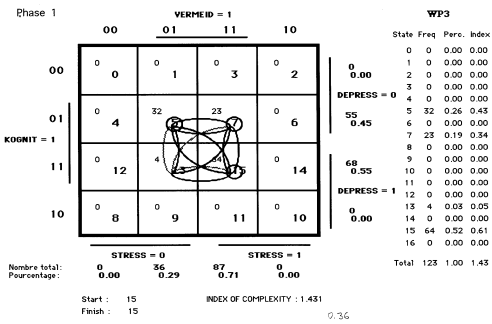 Phase 1
VERMEID = 1
WP3
00 01 11 10
State Freq Perc. Index
0 0 0.00 0.00
1 0 0.00 0.00
2 0 0.00 0.00
3 0 0.00 0.00
4 0 0.00 0.00
5 32 0.26 0.43
6 0 0.00 0.00
7 23 0.19 0.34
8 0 0.00 0.00
9 0 0.00 0.00
10 0 0.00 0.00
11 0 0.00 0.00
12 0 0.00 0.00
13 4 0.03 0.05
14 0 0.00 0.00
15 64 0.52 0.61
16 0 0.00 0.00
Total 123 1.00 1.43
00
0 0 0 0
0 1 3 2
0
0.00
DEPRESS = 0
01
KOGNIT = 1
0 32 23 0
4 5 7 6
55
0.45
11
0 4 0
12 13 15 14
68
0.55
DEPRESS = 1
10
0 0 0 0
8 9 11 10
0
0.00
STRESS = 0 STRESS = 1
Nombre total: 0 36 87 0
Pourcentage: 0.00 0.29 0.71 0.00
Start : 15 INDEX OF COMPLEXITY : 1.431
Finish : 15
0.36